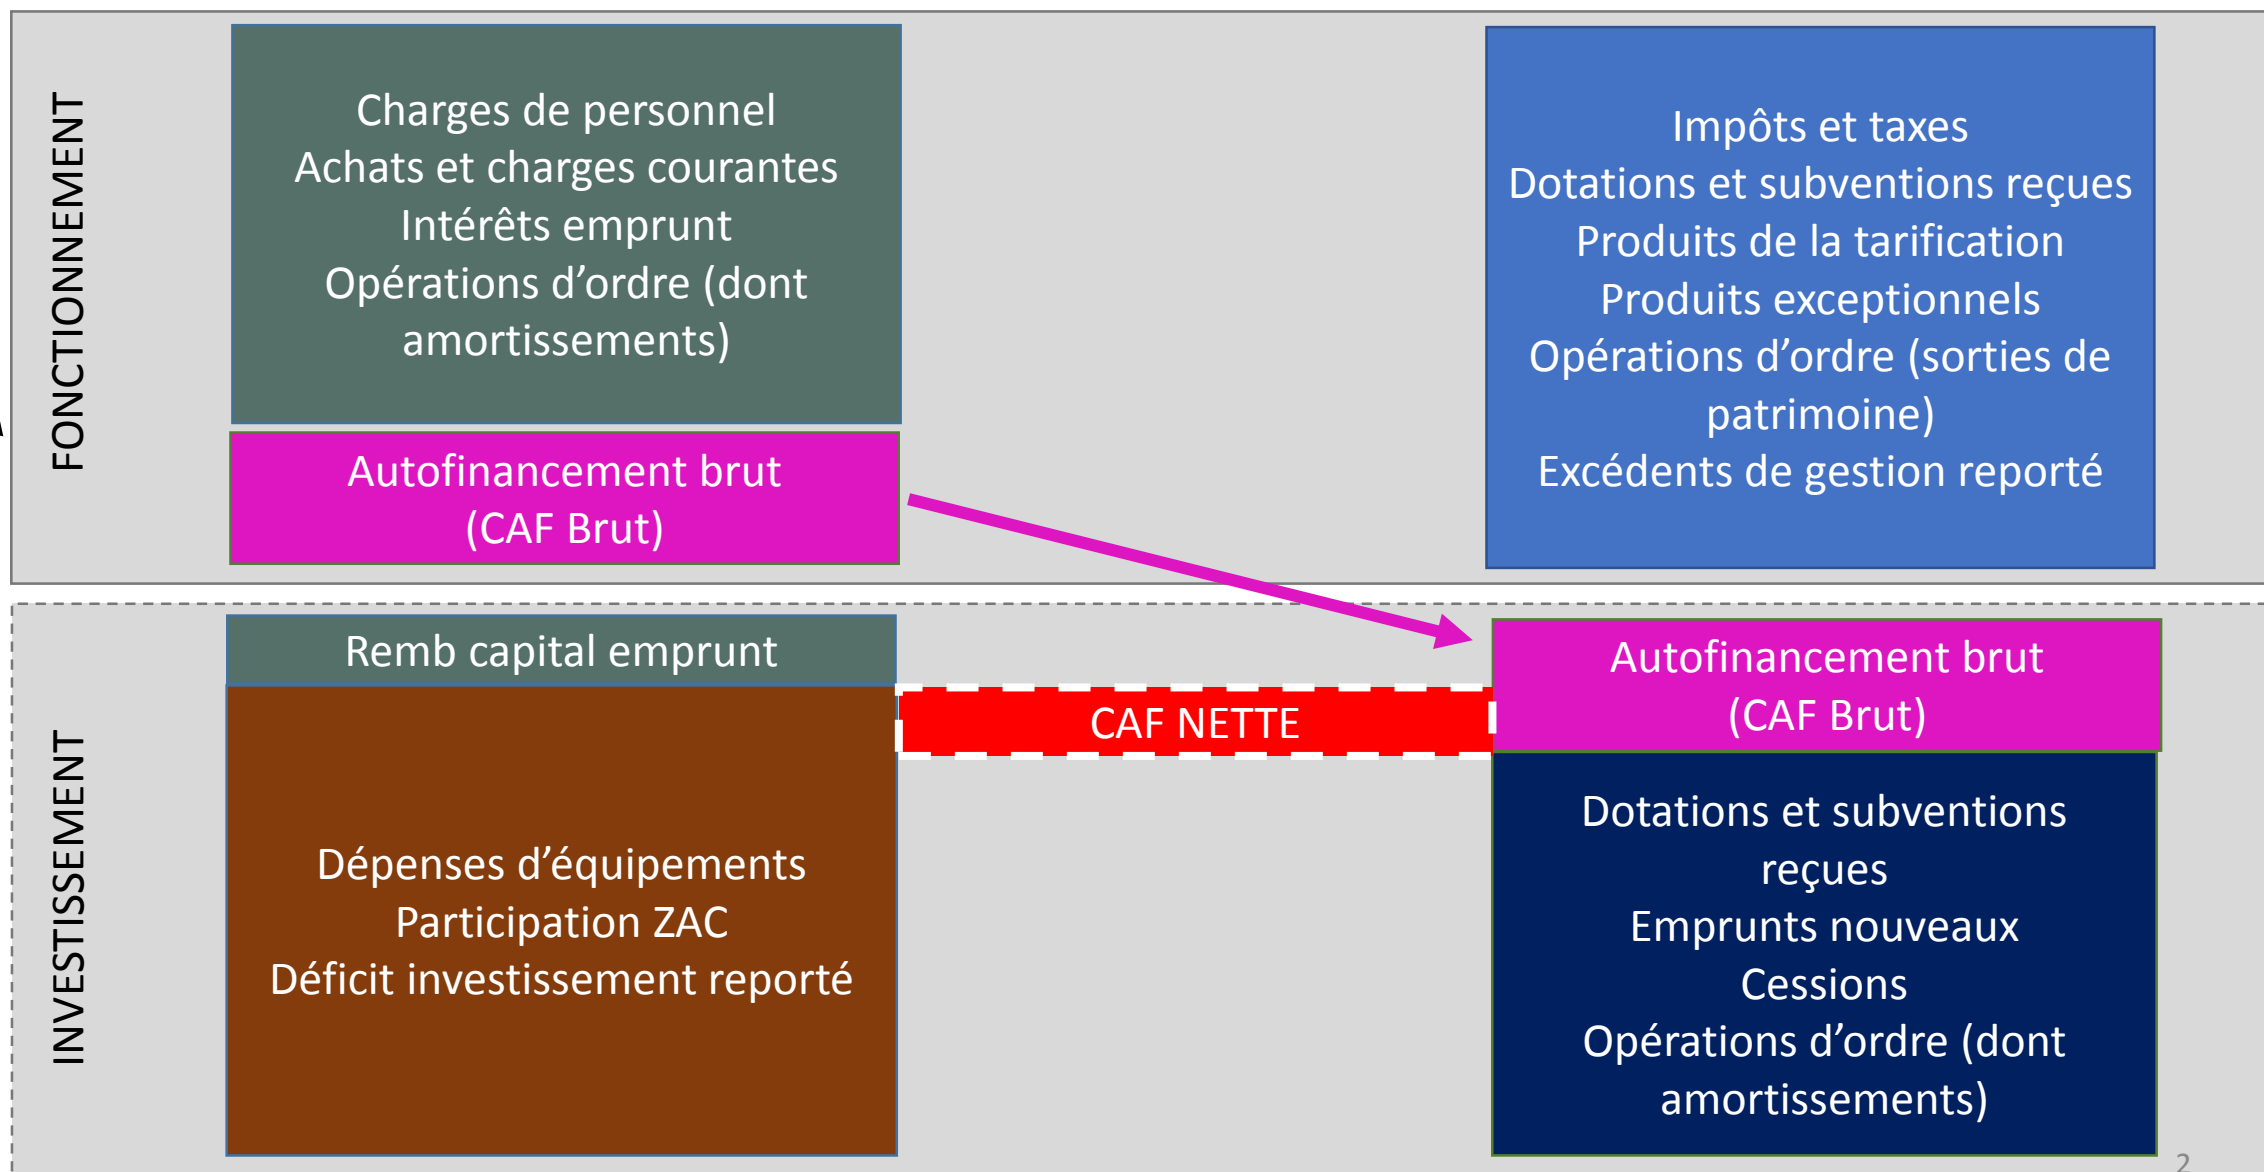 FONCTIONNEMENT
Charges de personnel
Achats et charges courantes
Intérêts emprunt
Opérations d’ordre (dont
amortissements)
Autofinancement brut
(CAF Brut)
Impôts et taxes
Dotations et subventions reçues
Produits de la tarification
Produits exceptionnels
Opérations d’ordre (sorties de
patrimoine)
Excédents de gestion reporté
INVESTISSEMENT
Remb capital emprunt
Dépenses d’équipements
Participation ZAC
Déficit investissement reporté
CAF NETTE
Autofinancement brut
(CAF Brut)
Dotations et subventions
reçues
Emprunts nouveaux
Cessions
Opérations d’ordre (dont
amortissements)
2